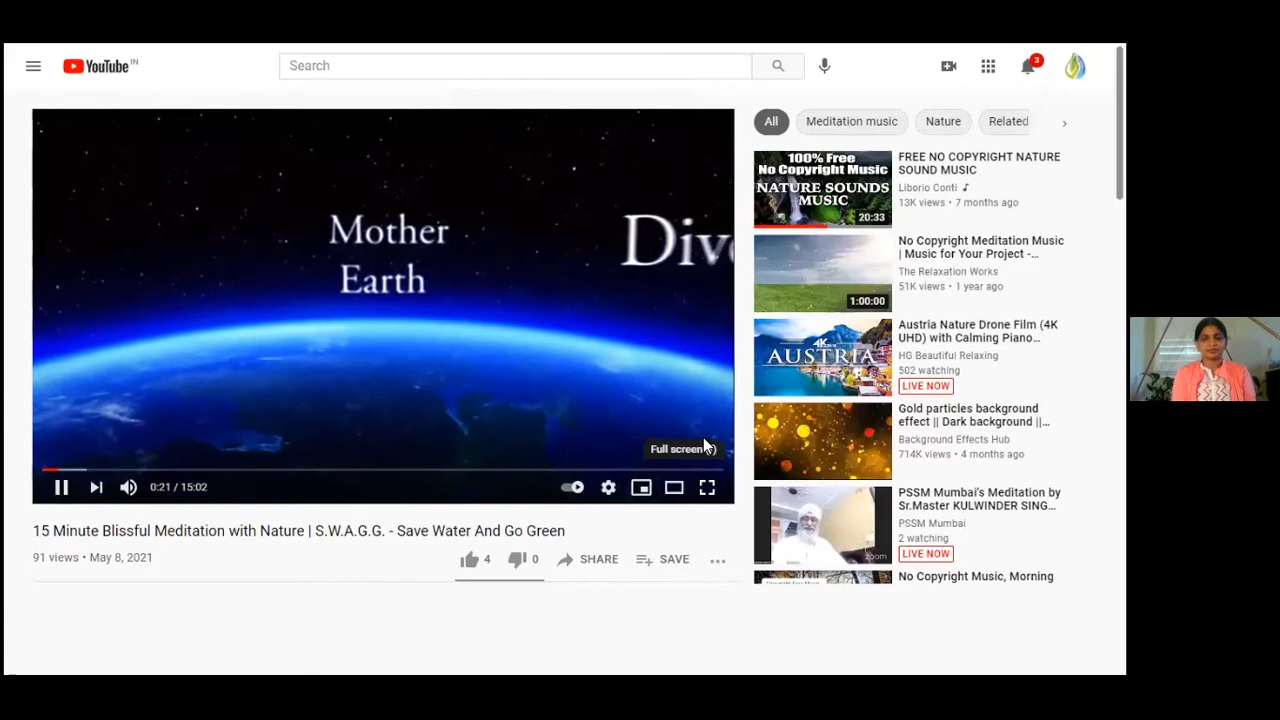 YouTube IN
Search
3
Mother
Earth
Div
Full screen
0:21 / 15:02
15 Minute Blissful Meditation with Nature | S.W.A.G.G. - Save Water And Go Green
91 views • May 8, 2021
4
0
SHARE
SAVE
All
Meditation music
Nature
Related
100% Free
No Copyright Music
NATURE SOUNDS
MUSIC
20:33
FREE NO COPYRIGHT NATURE
SOUND MUSIC
Liborio Conti
13K views • 7 months ago
1:00:00
No Copyright Meditation Music
| Music for Your Project -...
The Relaxation Works
51K views • 1 year ago
4K
AUSTRIA
Austria Nature Drone Film (4K
UHD) with Calming Piano...
HG Beautiful Relaxing
502 watching
LIVE NOW
Gold particles background
effect || Dark background ||...
Background Effects Hub
714K views • 4 months ago
zoom
PSSM Mumbai's Meditation by
Sr.Master KULWINDER SING...
PSSM Mumbai
2 watching
LIVE NOW
No Copyright Music, Morning